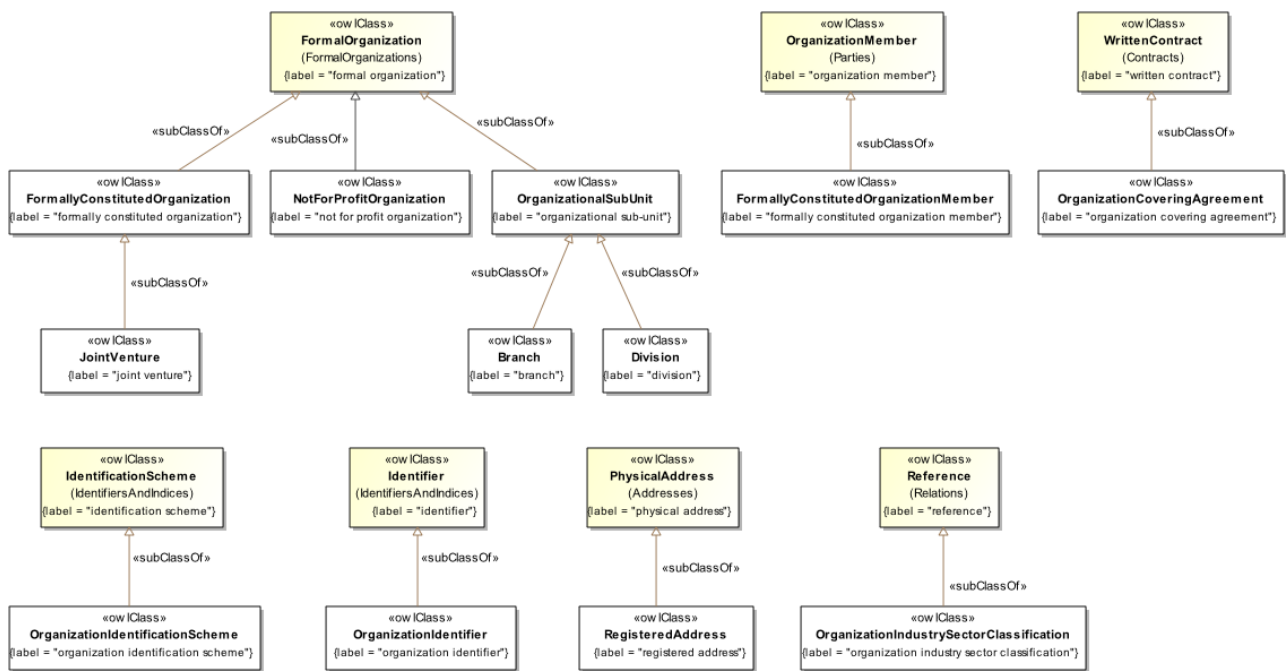 «owlClass»
FormalOrganization
(FormalOrganizations)
{label = "formal organization"}
«owlClass»
OrganizationMember
(Parties)
{label = "organization member"}
«owlClass»
WrittenContract
(Contracts)
{label = "written contract"}
«subClassOf»
«subClassOf»
«subClassOf»
«subClassOf»
«subClassOf»
«owlClass»
FormallyConstitutedOrganization
{label = "formally constituted organization"}
«owlClass»
NotForProfitOrganization
{label = "not for profit organization"}
«owlClass»
OrganizationalSubUnit
{label = "organizational sub-unit"}
«owlClass»
FormallyConstitutedOrganizationMember
{label = "formally constituted organization member"}
«owlClass»
OrganizationCoveringAgreement
{label = "organization covering agreement"}
«subClassOf»
«subClassOf»
«subClassOf»
«owlClass»
JointVenture
{label = "joint venture"}
«owlClass»
Branch
{label = "branch"}
«owlClass»
Division
{label = "division"}
«owlClass»
IdentificationScheme
(IdentifiersAndIndices)
{label = "identification scheme"}
«owlClass»
Identifier
(IdentifiersAndIndices)
{label = "identifier"}
«owlClass»
PhysicalAddress
(Addresses)
{label = "physical address"}
«owlClass»
Reference
(Relations)
{label = "reference"}
«subClassOf»
«subClassOf»
«subClassOf»
«subClassOf»
«owlClass»
OrganizationIdentificationScheme
{label = "organization identification scheme"}
«owlClass»
OrganizationIdentifier
{label = "organization identifier"}
«owlClass»
RegisteredAddress
{label = "registered address"}
«owlClass»
OrganizationIndustrySectorClassification
{label = "organization industry sector classification"}